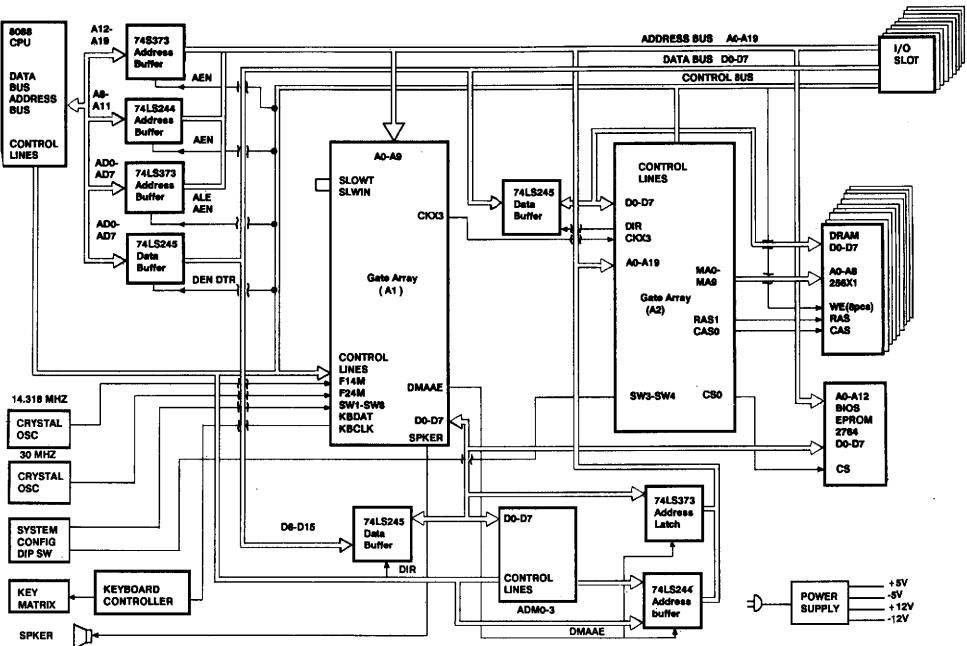 8088
CPU
DATA
BUS
ADDRESS
BUS
CONTROL
LINES
A12-
A19
74S373
Address
Buffer
AEN
A8-
A11
74LS244
Address
Buffer
AEN
AD0-
AD7
74LS373
Address
Buffer
ALE
AEN
AD0-
AD7
74LS245
Data
Buffer
DEN DTR
ADDRESS BUS A0-A19
DATA BUS D0-D7
CONTROL BUS
I/O
SLOT
A0-A9
SLOWT
SLWIN
CKX3
Gate Array
(A1)
CONTROL
LINES
F14M
F24M
SW1-SW8
KBDAT
KBCLK
DMAAE
D0-D7
SPKER
74LS245
Data
Buffer
CONTROL
LINES
D0-D7
DIR
CKX3
A0-A19
MA0-
MA9
Gate Array
(A2)
RAS1
CAS0
SW3-SW4
CS0
DRAM
D0-D7
A0-A8
256X1
WE(8pcs)
RAS
CAS
A0-A12
BIOS
EPROM
2764
D0-D7
CS
14.318 MHZ
CRYSTAL
OSC
30 MHZ
CRYSTAL
OSC
SYSTEM
CONFIG
DIP SW
KEY
MATRIX
KEYBOARD
CONTROLLER
SPKER
D8-D15
74LS245
Data
Buffer
DIR
D0-D7
CONTROL
LINES
ADM0-3
74LS373
Address
Latch
74LS244
Address
buffer
DMAAE
POWER
SUPPLY
+5V
-5V
+12V
-12V